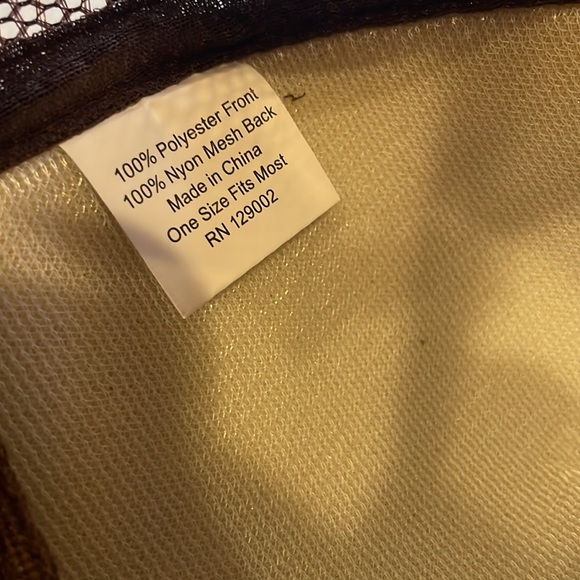 100% Polyester Front
100% Nyon Mesh Back
Made in China
One Size Fits Most
RN 129002